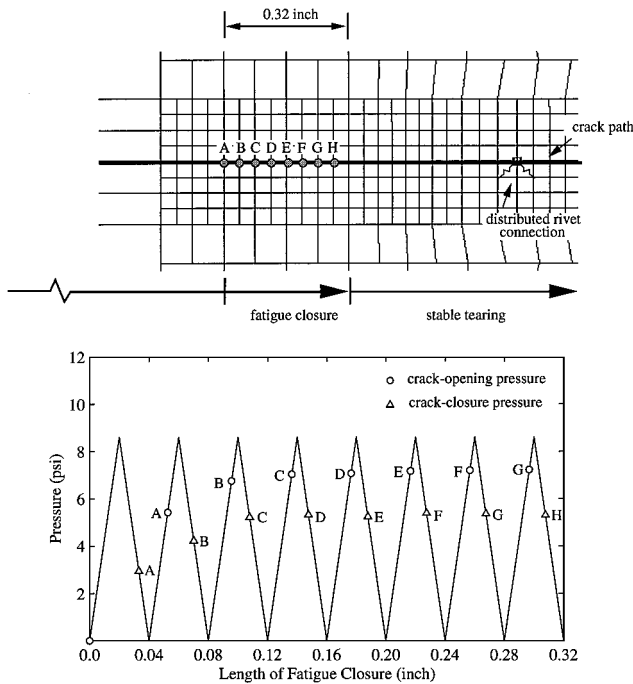 0.32 inch
A B C D E F G H
crack path
distributed rivet
connection
fatigue closure
stable tearing
12
10
8
6
4
2
0
Pressure (psi)
crack-opening pressure
crack-closure pressure
A
A
B
B
C
C
D
D
E
E
F
F
G
G
H
0.0 0.04 0.08 0.12 0.16 0.20 0.24 0.28 0.32
Length of Fatigue Closure (inch)